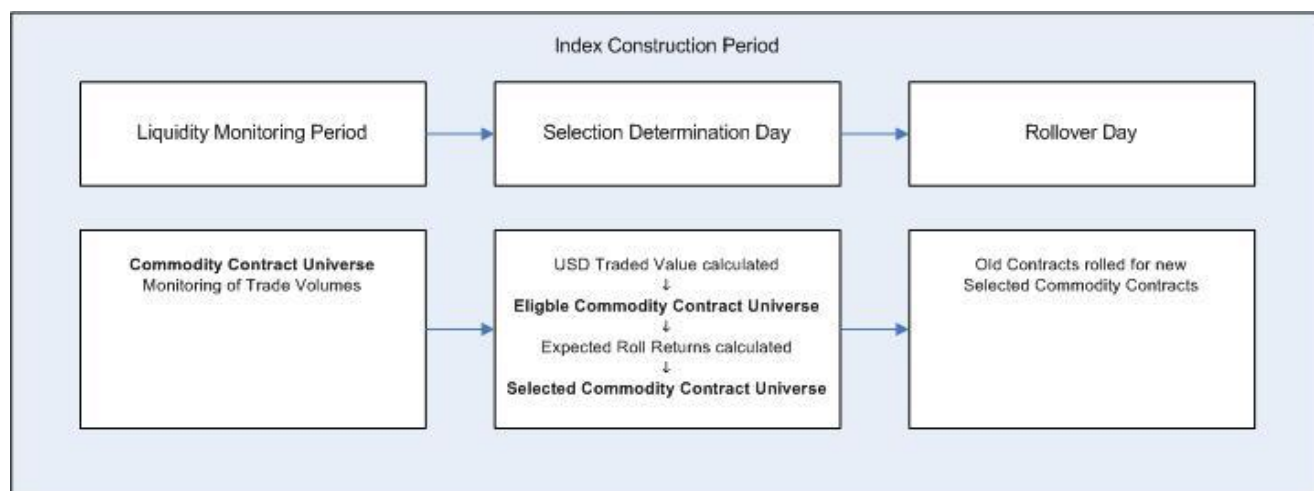 Index Construction Period
Liquidity Monitoring Period
Selection Determination Day
Rollover Day
Commodity Contract Universe
Monitoring of Trade Volumes
USD Traded Value calculated
↓
Eligble Commodity Contract Universe
↓
Expected Roll Returns calculated
↓
Selected Commodity Contract Universe
Old Contracts rolled for new
Selected Commodity Contracts